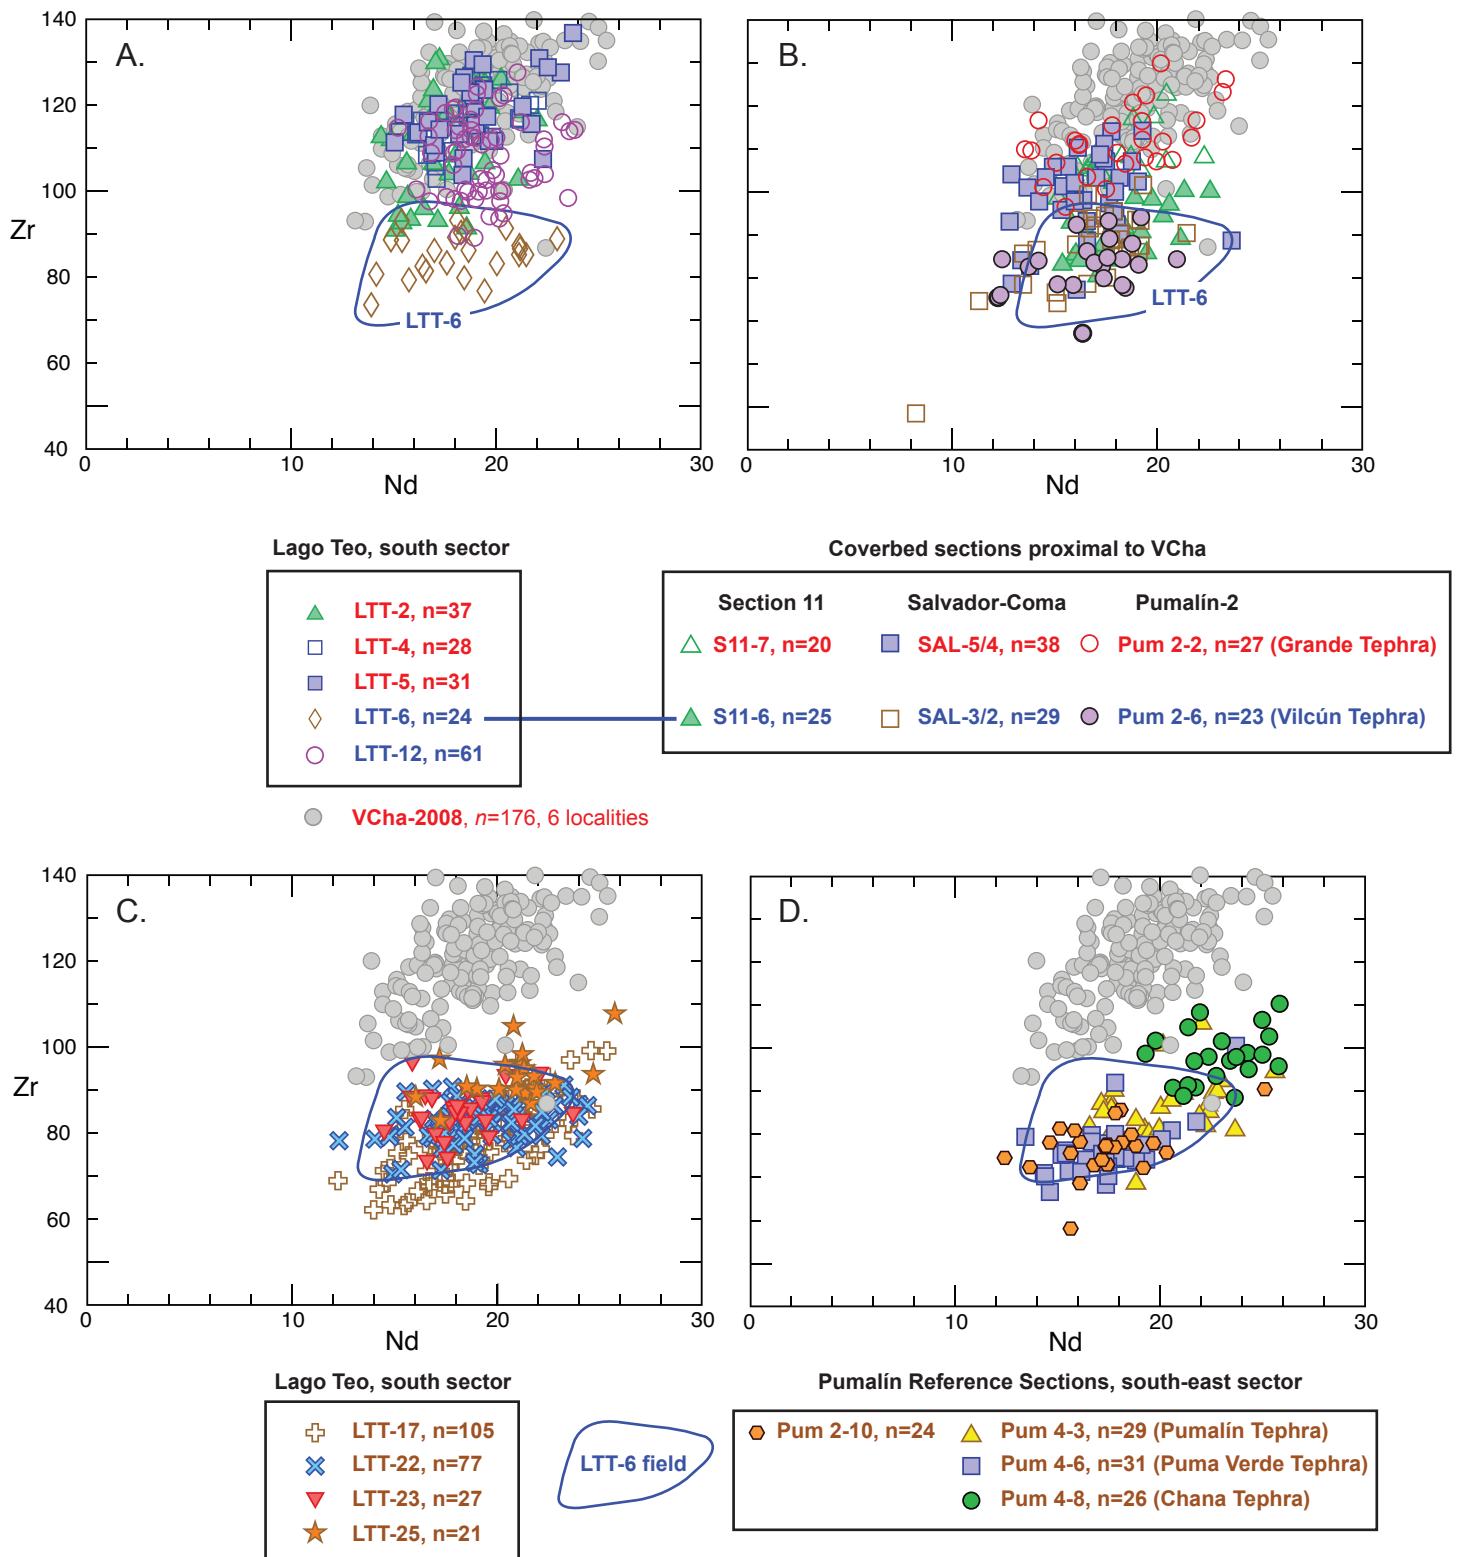 A.
B.
140
120
100
80
60
40
Zr
LTT-6
LTT-6
0
10
20
30
0
10
20
30
Nd
Nd
Lago Teo, south sector
LTT-2, n=37
LTT-4, n=28
LTT-5, n=31
LTT-6, n=24
LTT-12, n=61
VCha-2008, n=176, 6 localities
Coverbed sections proximal to VCha
Section 11 Salvador-Coma Pumalín-2
S11-7, n=20 SAL-5/4, n=38 Pum 2-2, n=27 (Grande Tephra)
S11-6, n=25 SAL-3/2, n=29 Pum 2-6, n=23 (Vilcún Tephra)
C.
D.
140
120
100
80
60
40
Zr
0
10
20
30
0
10
20
30
Nd
Nd
Lago Teo, south sector
LTT-17, n=105
LTT-22, n=77
LTT-23, n=27
LTT-25, n=21
LTT-6 field
Pumalín Reference Sections, south-east sector
Pum 2-10, n=24 Pum 4-3, n=29 (Pumalín Tephra)
Pum 4-6, n=31 (Puma Verde Tephra)
Pum 4-8, n=26 (Chana Tephra)